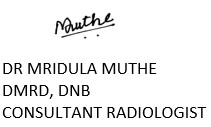 Muthe
DR MRIDULA MUTHE
DMRD, DNB
CONSULTANT RADIOLOGIST